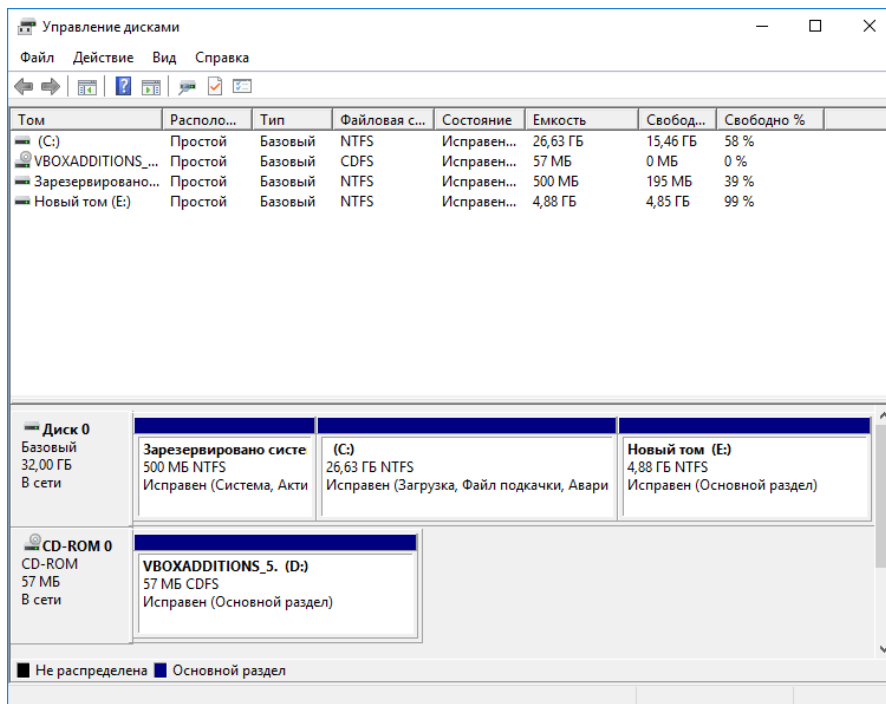 Управление дисками
Файл Действие Вид Справка
Том Располо... Тип Файловая с... Состояние Емкость Свобод... Свободно %
(C:) Простой Базовый NTFS Исправен... 26,63 ГБ 15,46 ГБ 58 %
VBOXADDITIONS_... Простой Базовый CDFS Исправен... 57 МБ 0 МБ 0 %
Зарезервировано... Простой Базовый NTFS Исправен... 500 МБ 195 МБ 39 %
Новый том (E:) Простой Базовый NTFS Исправен... 4,88 ГБ 4,85 ГБ 99 %
Диск 0
Базовый
32,00 ГБ
В сети
Зарезервировано систе
500 МБ NTFS
Исправен (Система, Акти
(C:)
26,63 ГБ NTFS
Исправен (Загрузка, Файл подкачки, Авари
Новый том (E:)
4,88 ГБ NTFS
Исправен (Основной раздел)
CD-ROM 0
CD-ROM
57 МБ
В сети
VBOXADDITIONS_5. (D:)
57 МБ CDFS
Исправен (Основной раздел)
Не распределена Основной раздел